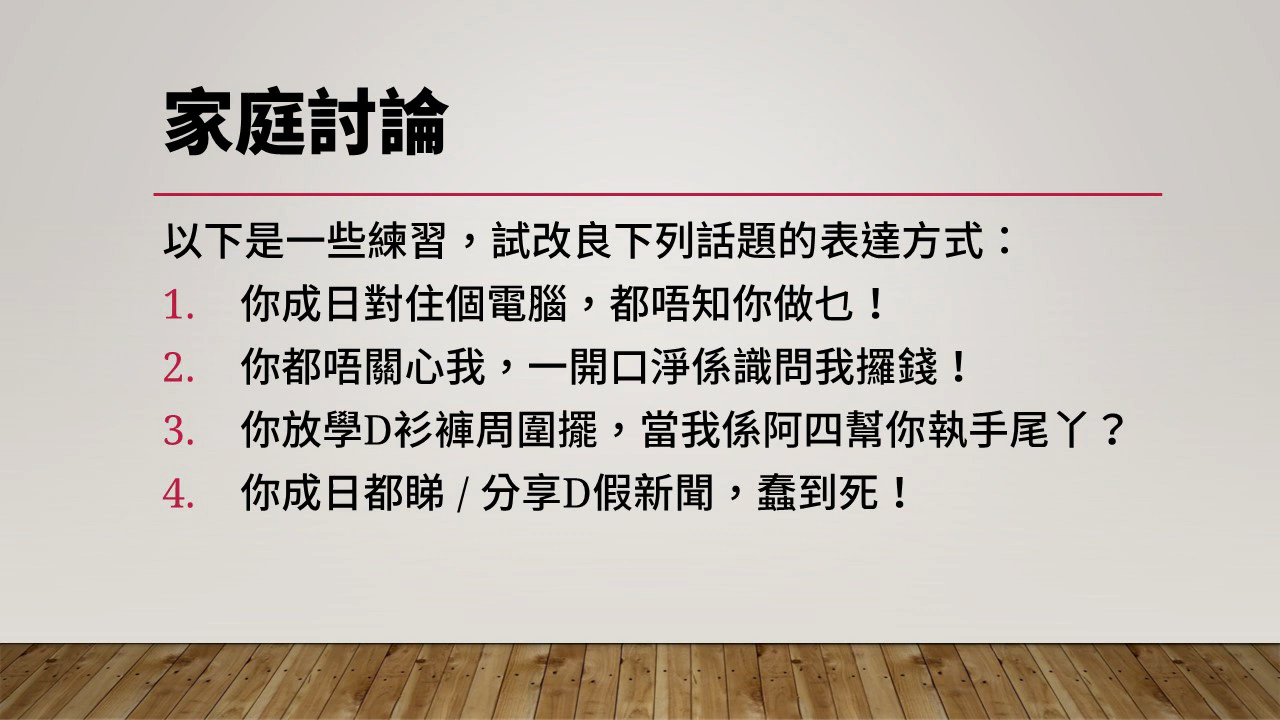 家庭討論
以下是一些練習，試改良下列話題的表達方式：
1. 你成日對住個電腦，都唔知你做乜！
2. 你都唔關心我，一開口淨係識問我攞錢！
3. 你放學D衫褲周圍擺，當我係阿四幫你執手尾丫？
4. 你成日都睇 / 分享D假新聞，蠢到死！